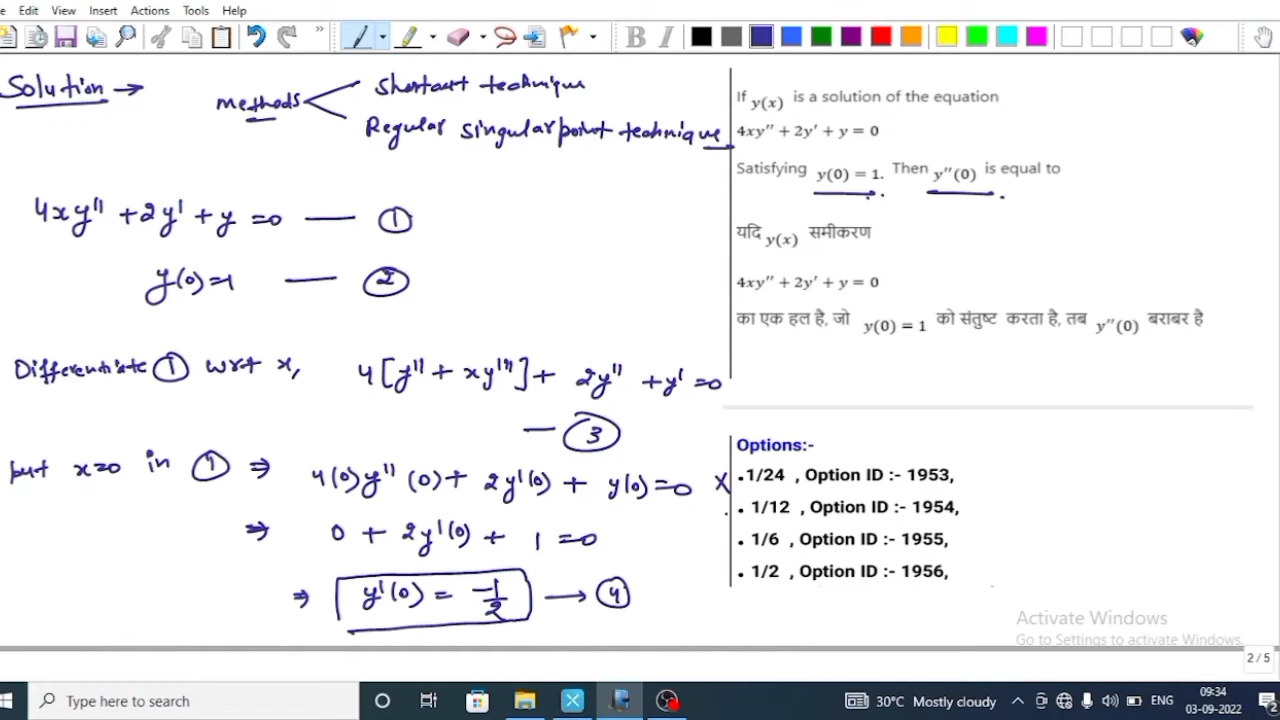 Edit View Insert Actions Tools Help
Solution →
methods
Shortcut technique
Regular singular point technique
4xy'' + 2y' + y = 0 — ①
y(0) = 1 — ②
Differentiate ① wrt x, 4[y'' + xy'''] + 2y'' + y' = 0
— ③
put x=0 in ① ⇒ 4(0)y''(0) + 2y'(0) + y(0) = 0 X
⇒ 0 + 2y'(0) + 1 = 0
⇒ y'(0) = -1/2 → ④
If y(x) is a solution of the equation
4xy′′ + 2y′ + y = 0
Satisfying y(0) = 1. Then y′′(0) is equal to
.
यदि y(x) समीकरण
4xy′′ + 2y′ + y = 0
का एक हल है, जो y(0) = 1 को संतुष्ट करता है, तब y′′(0) बराबर है
Options:-
.1/24 , Option ID :- 1953,
. 1/12 , Option ID :- 1954,
. 1/6 , Option ID :- 1955,
. 1/2 , Option ID :- 1956,
Activate Windows
Go to Settings to activate Windows.
2 / 5
Type here to search
30°C Mostly cloudy
ENG
09:34
03-09-2022
2